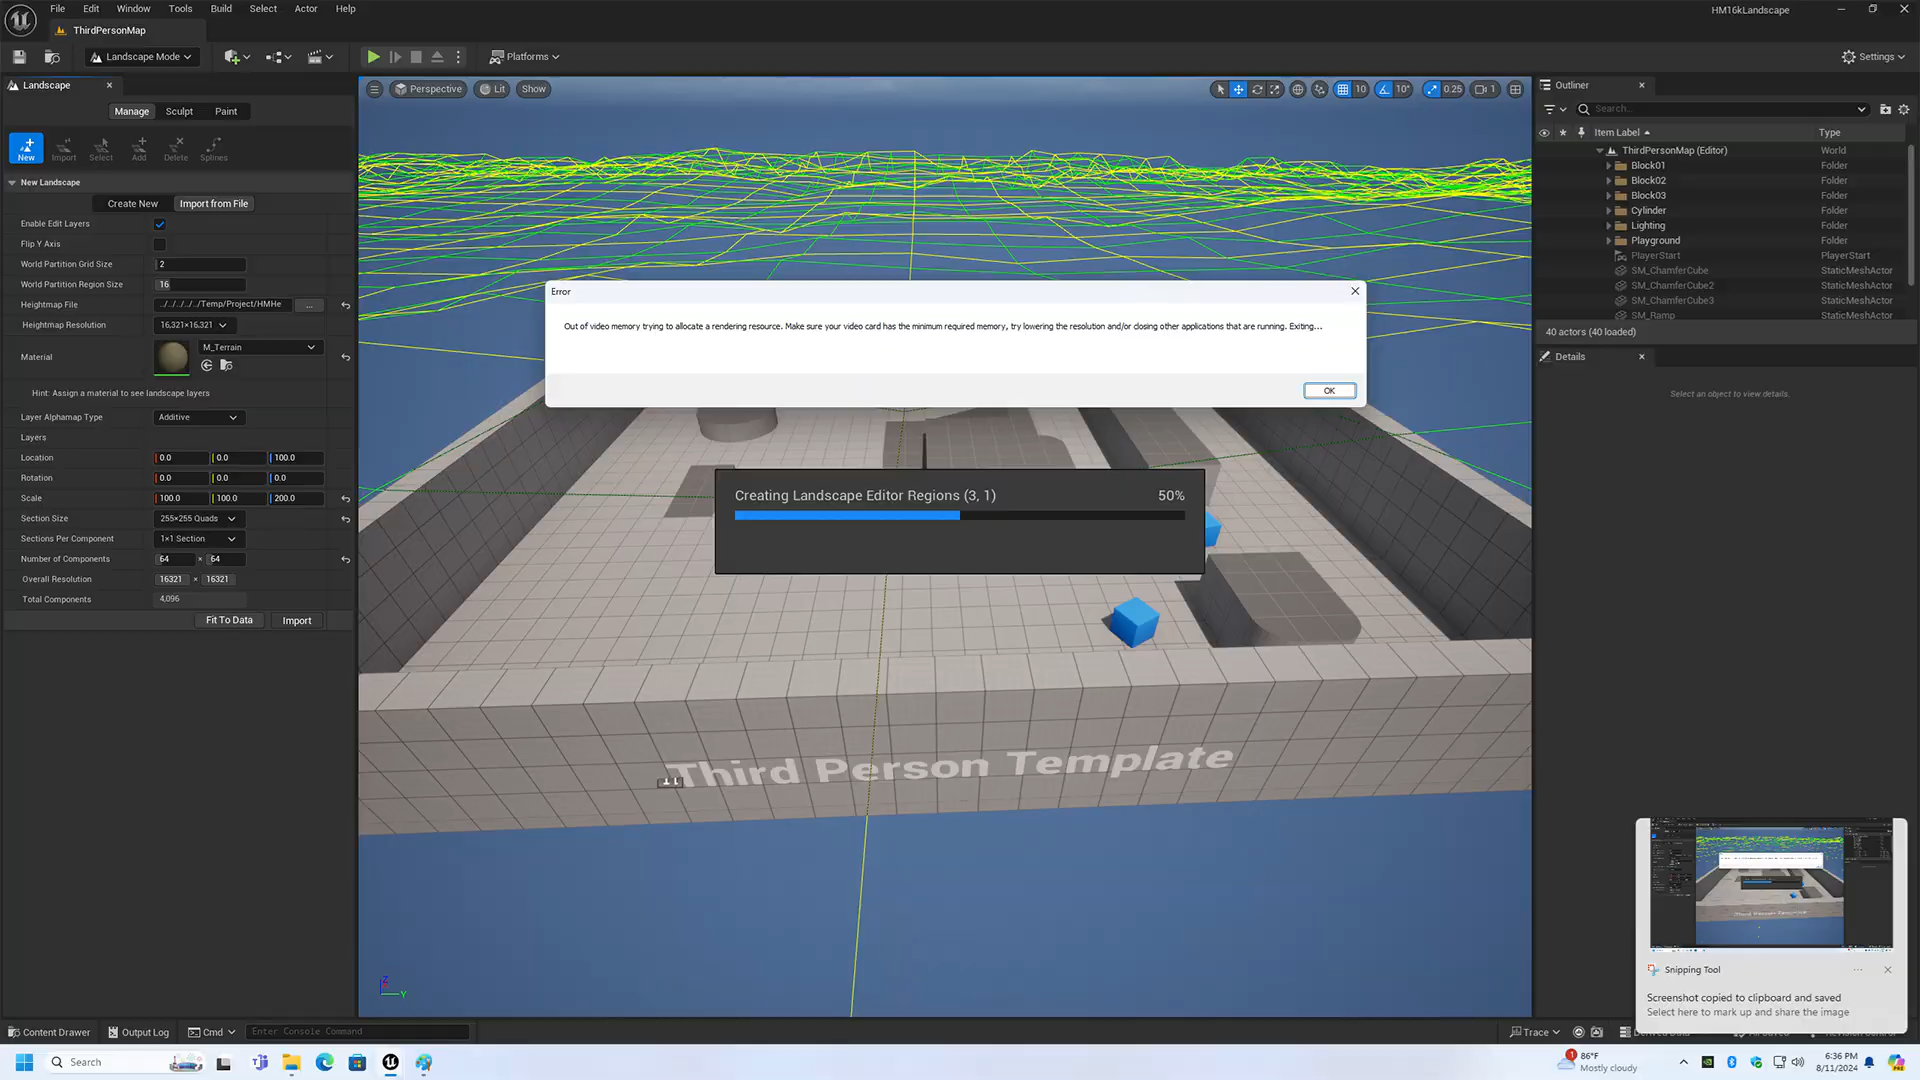 File Edit Window Tools Build Select Actor Help
HM16kLandscape
ThirdPersonMap
Landscape Mode
Platforms
Settings
Landscape
Manage Sculpt Paint
New Import Select Add Delete Splines
New Landscape
Create New Import from File
Enable Edit Layers
Flip Y Axis
World Partition Grid Size 2
World Partition Region Size 16
Heightmap File ../../../../../Temp/Project/HMHe ...
Heightmap Resolution 16,321×16,321
Material M_Terrain
Hint: Assign a material to see landscape layers
Layer Alphamap Type Additive
Layers
Location 0.0 0.0 100.0
Rotation 0.0 0.0 0.0
Scale 100.0 100.0 200.0
Section Size 255×255 Quads
Sections Per Component 1×1 Section
Number of Components 64 × 64
Overall Resolution 16321 × 16321
Total Components 4,096
Fit To Data Import
Perspective Lit Show
10 10° 0.25 1
Error
Out of video memory trying to allocate a rendering resource. Make sure your video card has the minimum required memory, try lowering the resolution and/or closing other applications that are running. Exiting...
OK
Creating Landscape Editor Regions (3, 1) 50%
Third Person Template
Z
Y
Outliner
Search...
Item Label Type
ThirdPersonMap (Editor) World
Block01 Folder
Block02 Folder
Block03 Folder
Cylinder Folder
Lighting Folder
Playground Folder
PlayerStart PlayerStart
SM_ChamferCube StaticMeshActor
SM_ChamferCube2 StaticMeshActor
SM_ChamferCube3 StaticMeshActor
SM_Ramp StaticMeshActor
40 actors (40 loaded)
Details
Select an object to view details.
Snipping Tool
Screenshot copied to clipboard and saved
Select here to mark up and share the image
Content Drawer Output Log Cmd Enter Console Command
Trace
Search
1
86°F
Mostly cloudy
6:36 PM
8/11/2024